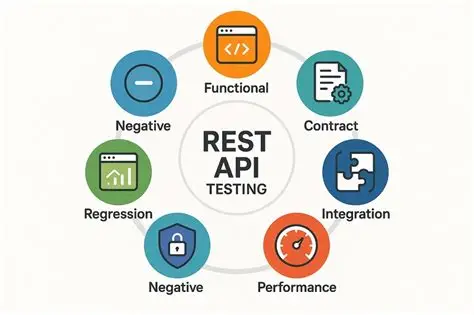 </>
Functional
Negative
Contract
REST
API
TESTING
Regression
Integration
Negative
Performance